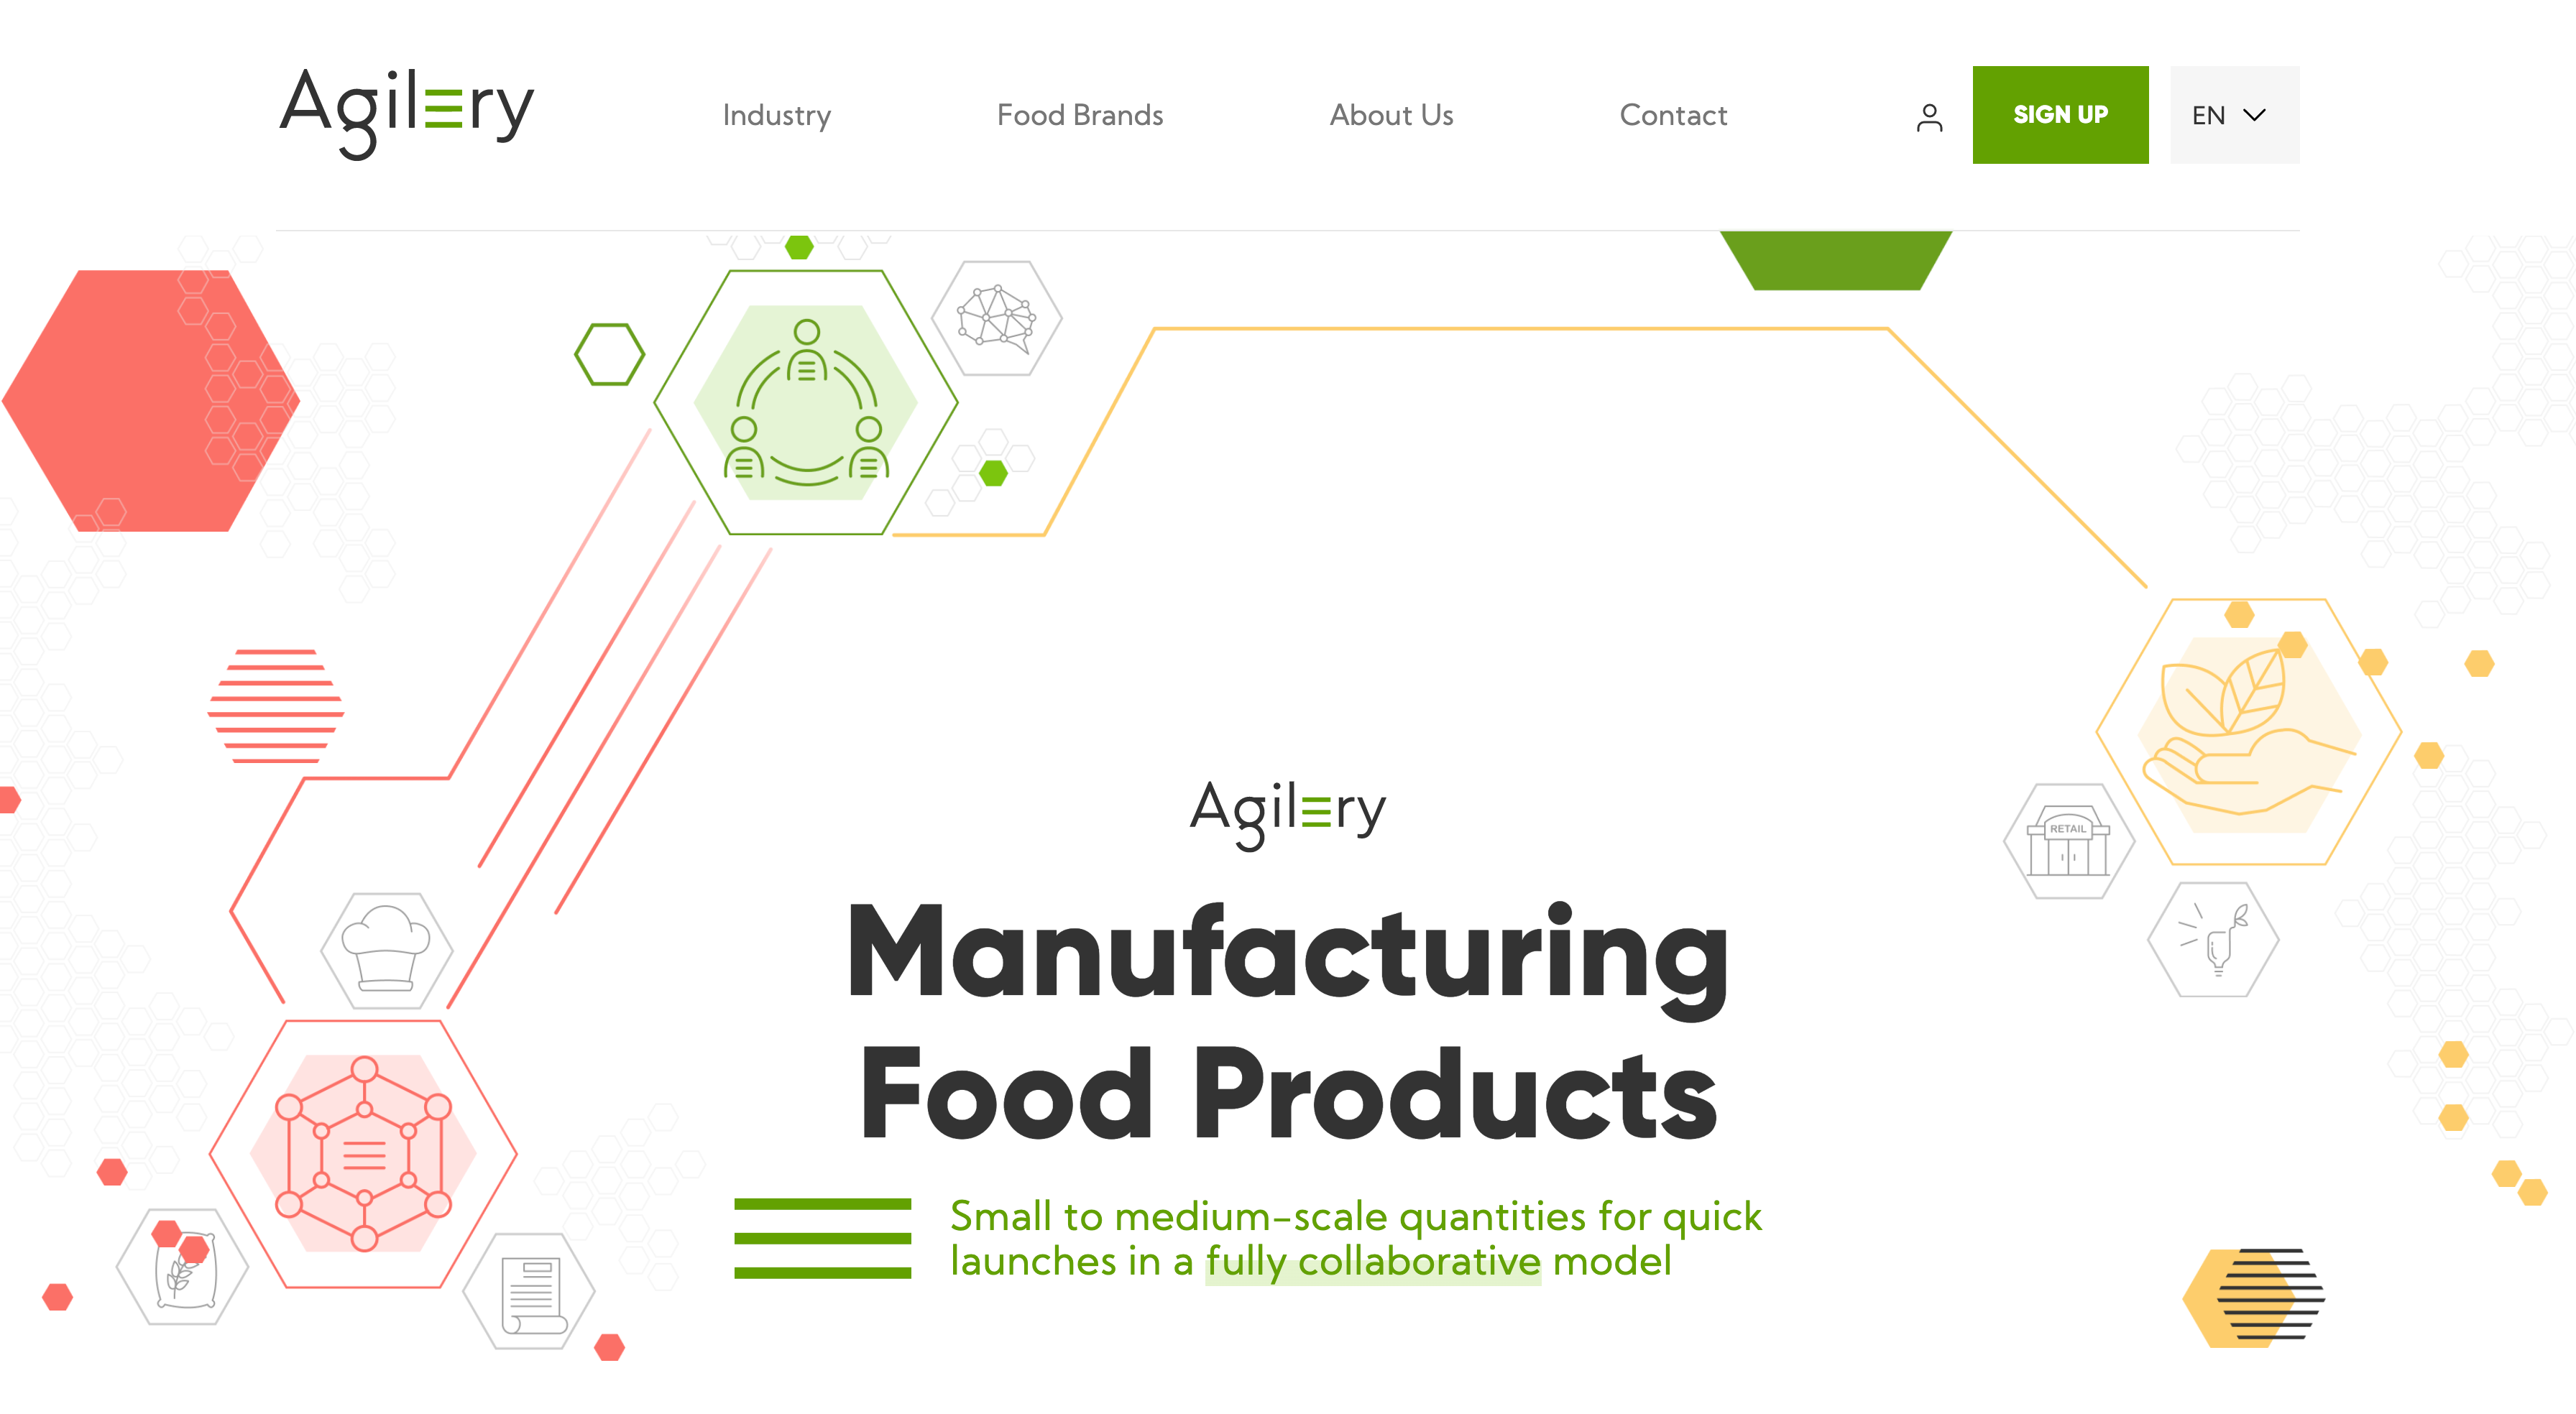 Agilery
Industry
Food Brands
About Us
Contact
SIGN UP
EN
RETAIL
Agilery
Manufacturing
Food Products
Small to medium-scale quantities for quick
launches in a fully collaborative model